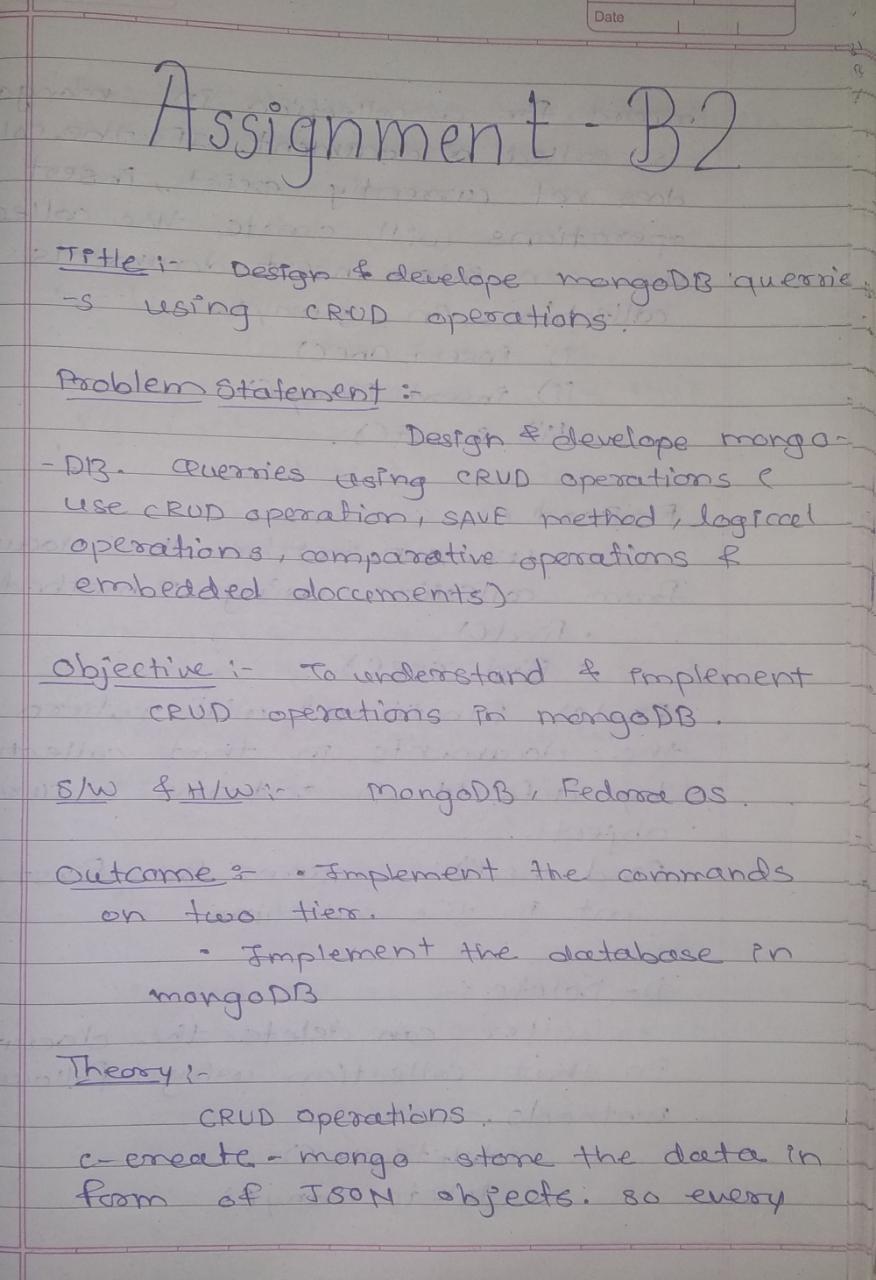 Date
Assignment - B2
Title :- Design & develope mongoDB querrie
-s using CRUD operations.
Problem Statement :-
Design & develope mongo-
-DB. Querries using CRUD operations (
use CRUD operation, SAVE method, logical
operations, comparative operations &
embedded documents).
Objective :- To understand & implement
CRUD operations in mongoDB.
S/W & H/W :- MongoDB, Fedora OS.
Outcome :- • Implement the commands
on two tier.
• Implement the database in
mongoDB
Theory :-
CRUD operations.
C-create - mongo store the data in
form of JSON objects. so every